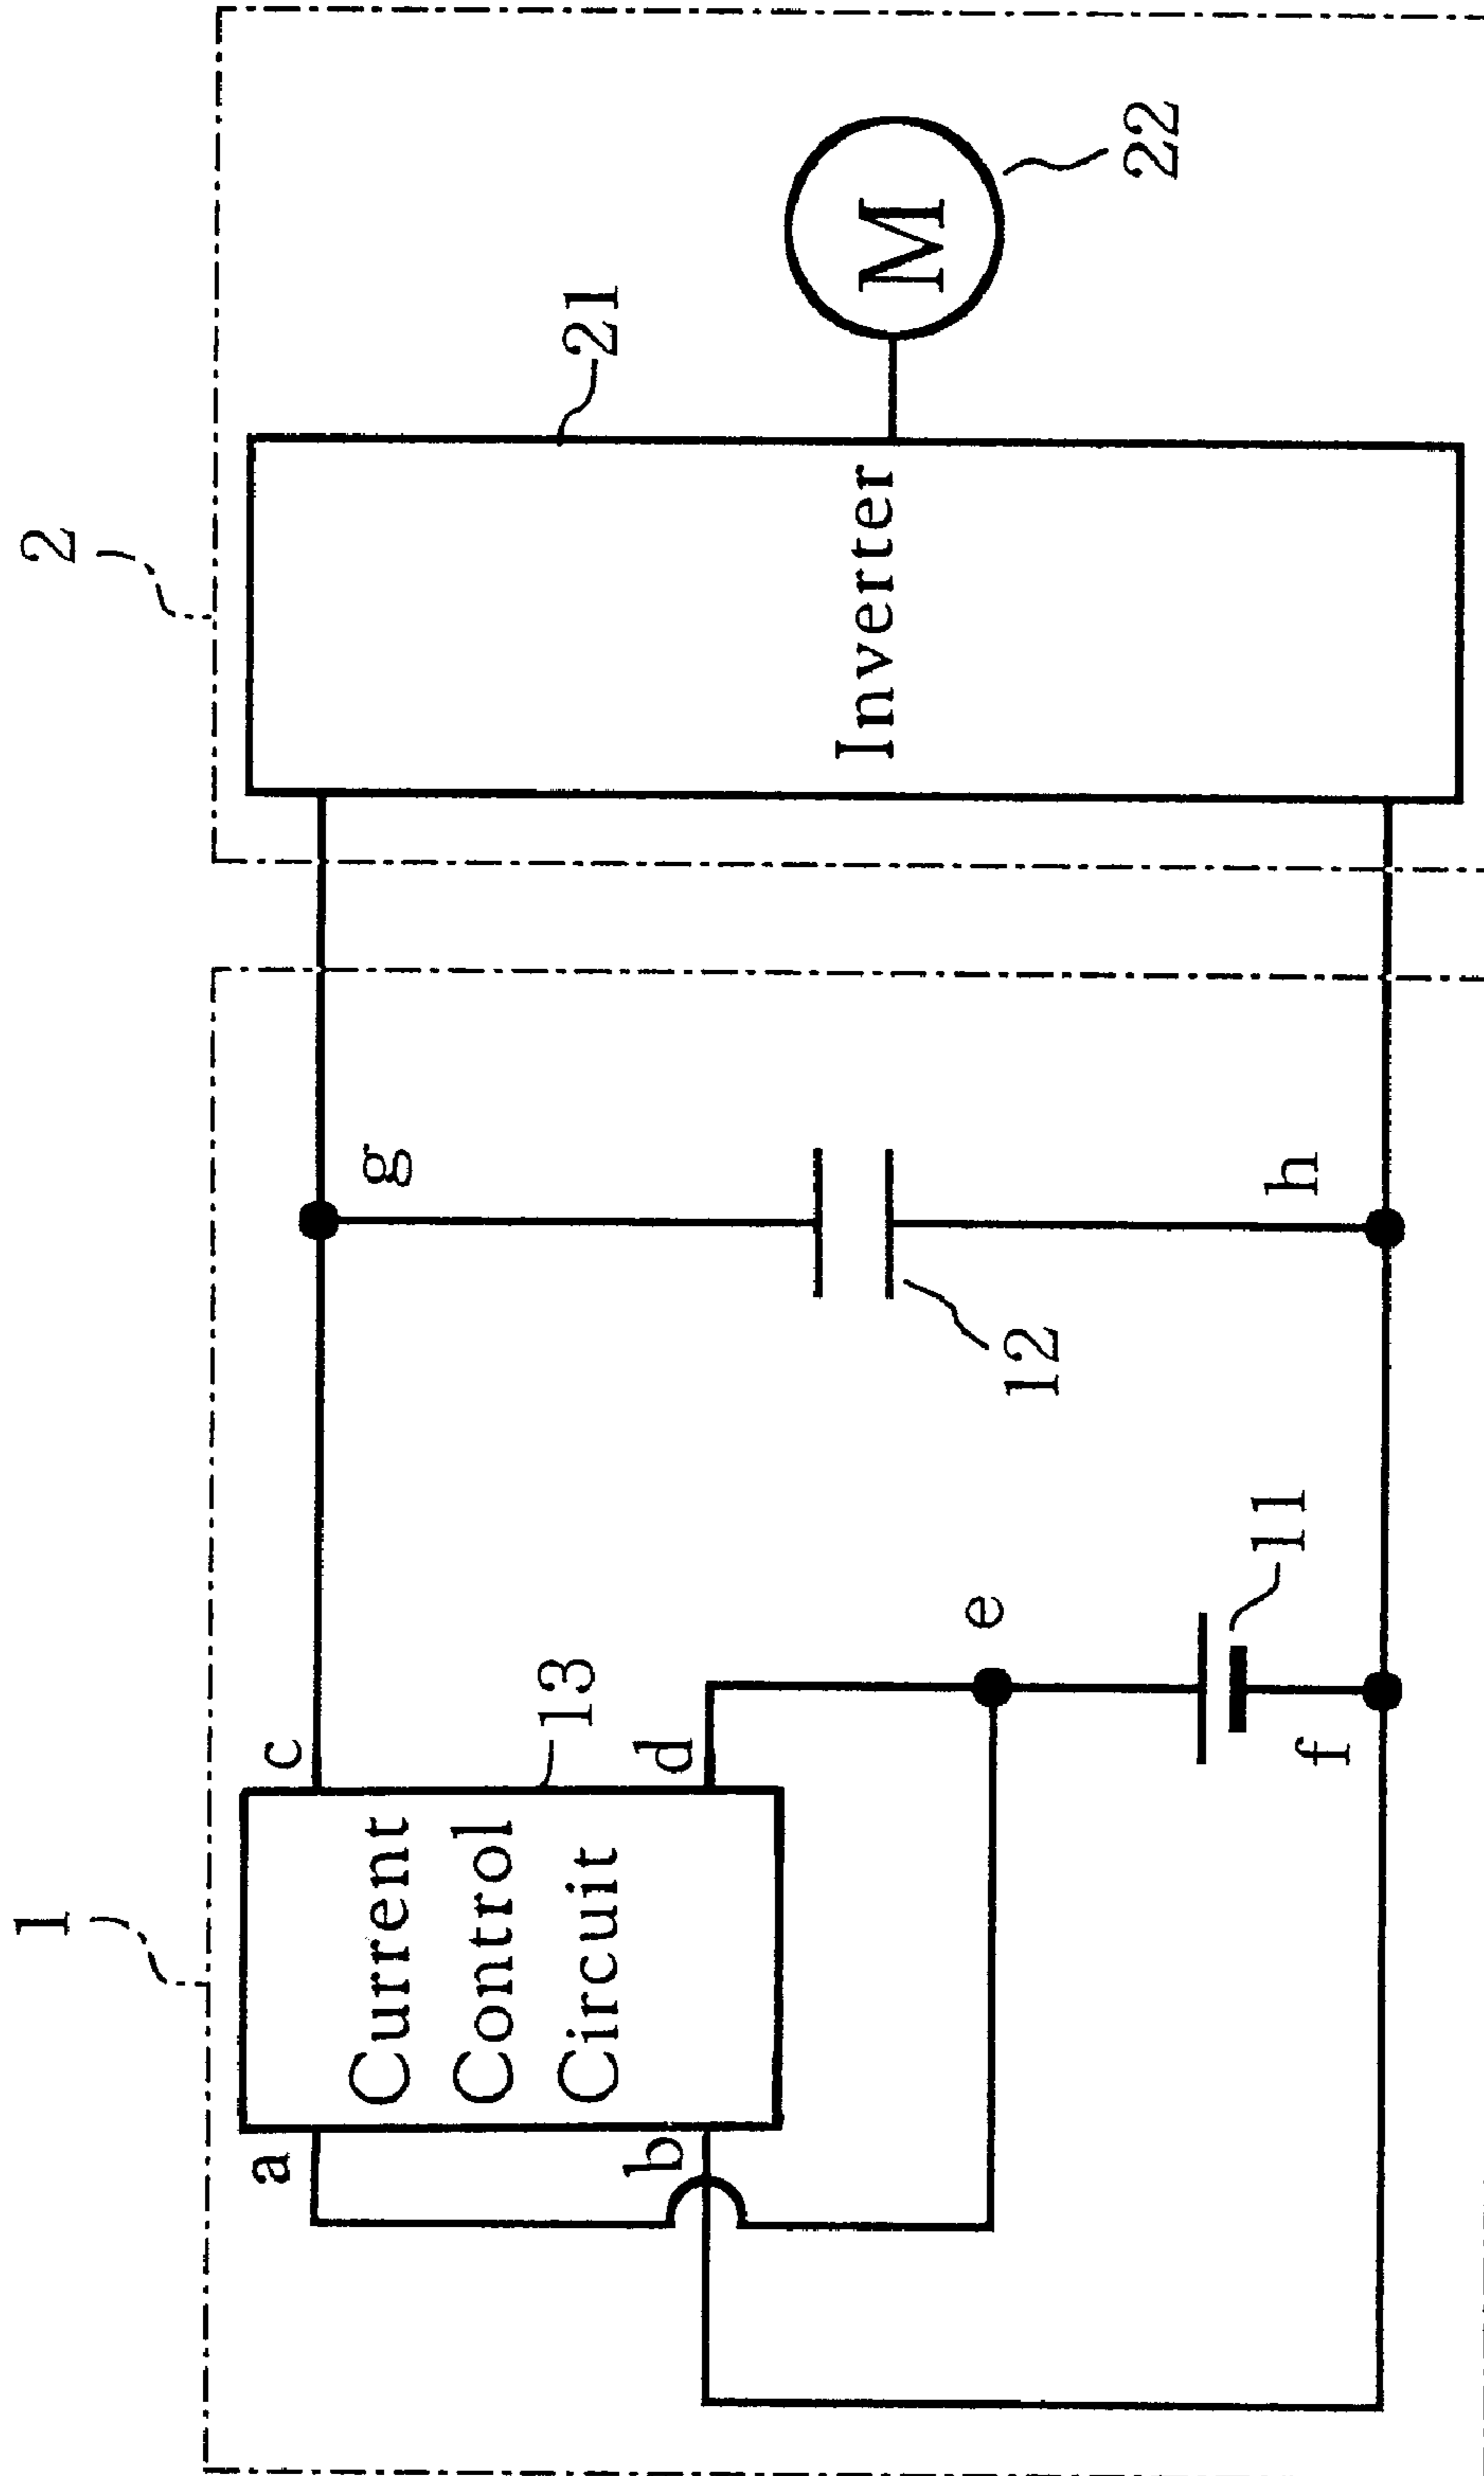 1
2
Current
Control
Circuit
13
a
b
c
d
e
f
g
h
11
12
Inverter
21
M
22